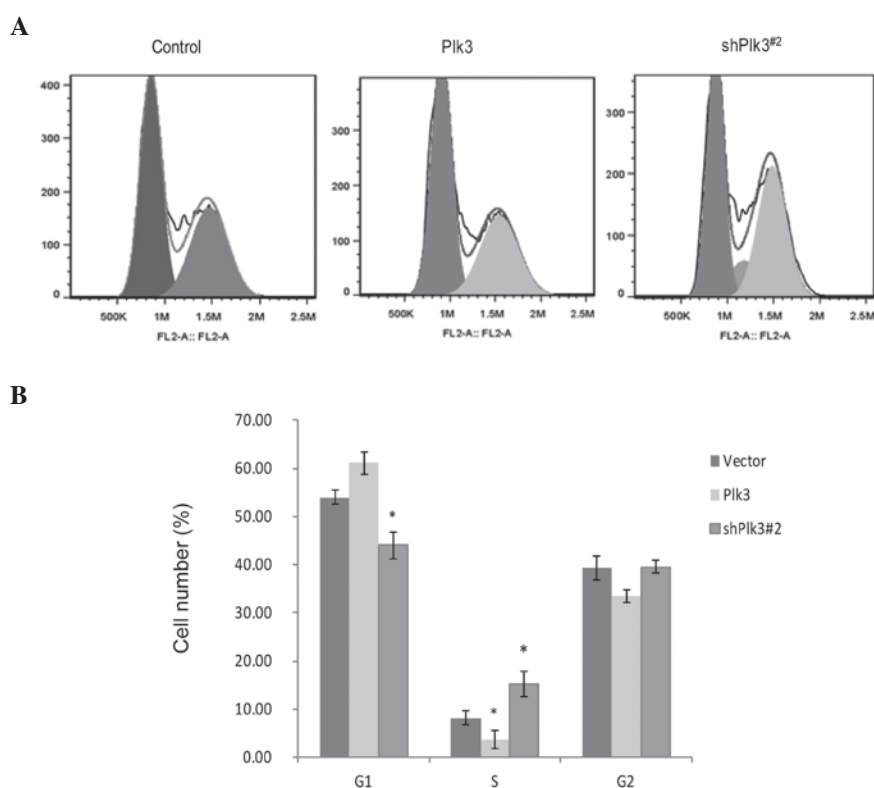 A
Control
Plk3
shPlk3#2
400
300
200
100
0
500K 1M 1.5M 2M 2.5M
FL2-A:: FL2-A
300
200
100
0
500K 1M 1.5M 2M 2.5M
FL2-A:: FL2-A
300
200
100
0
500K 1M 1.5M 2M 2.5M
FL2-A:: FL2-A
B
Cell number (%)
70.00
60.00
50.00
40.00
30.00
20.00
10.00
0.00
*
*
*
G1 S G2
Vector
Plk3
shPlk3#2